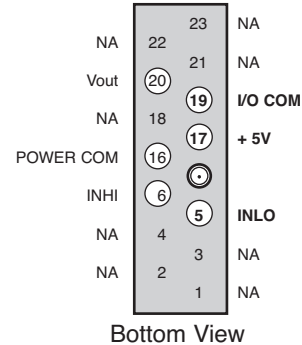 23 NA
NA 22
21 NA
Vout 20
19 I/O COM
NA 18
17 + 5V
POWER COM 16
INHI 6
5 INLO
NA 4
3 NA
NA 2
1 NA
Bottom View